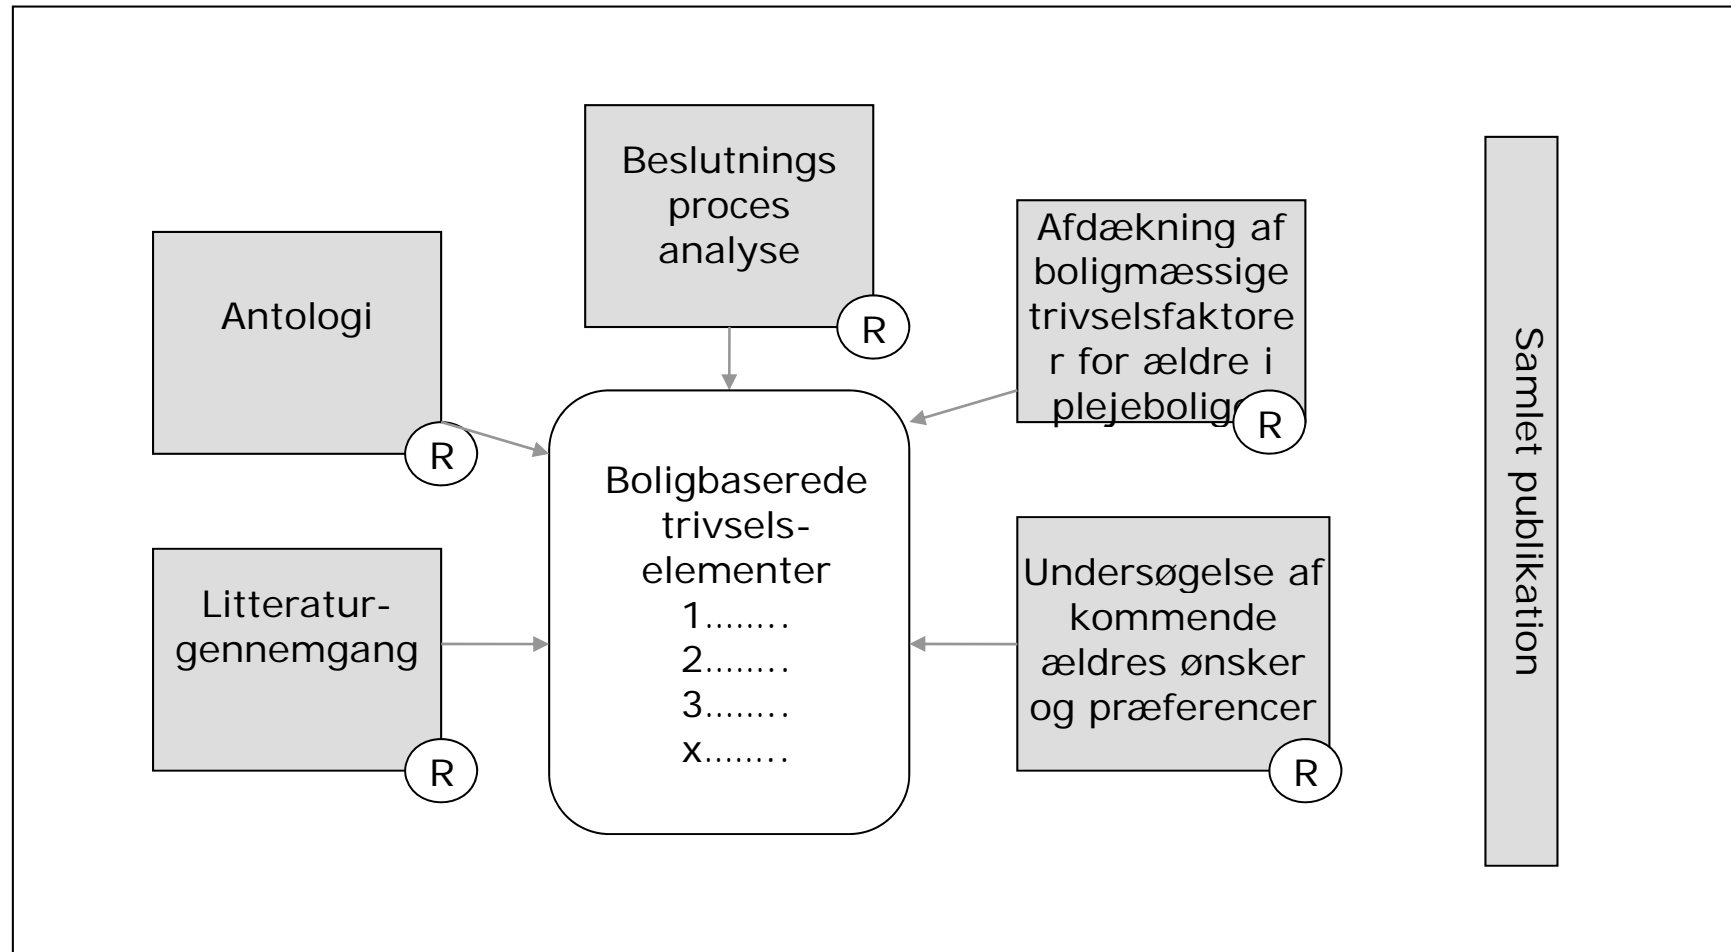 Beslutnings
proces
analyse
R
Antologi
R
Afdækning af
boligmæssige
trivselsfaktore
r for ældre i
R
Litteratur-
gennemgang
R
Boligbaserede
trivsels-
elementer
1........
2........
3........
x........
Undersøgelse af
kommende
ældres ønsker
og præferencer
R
Samlet publikation